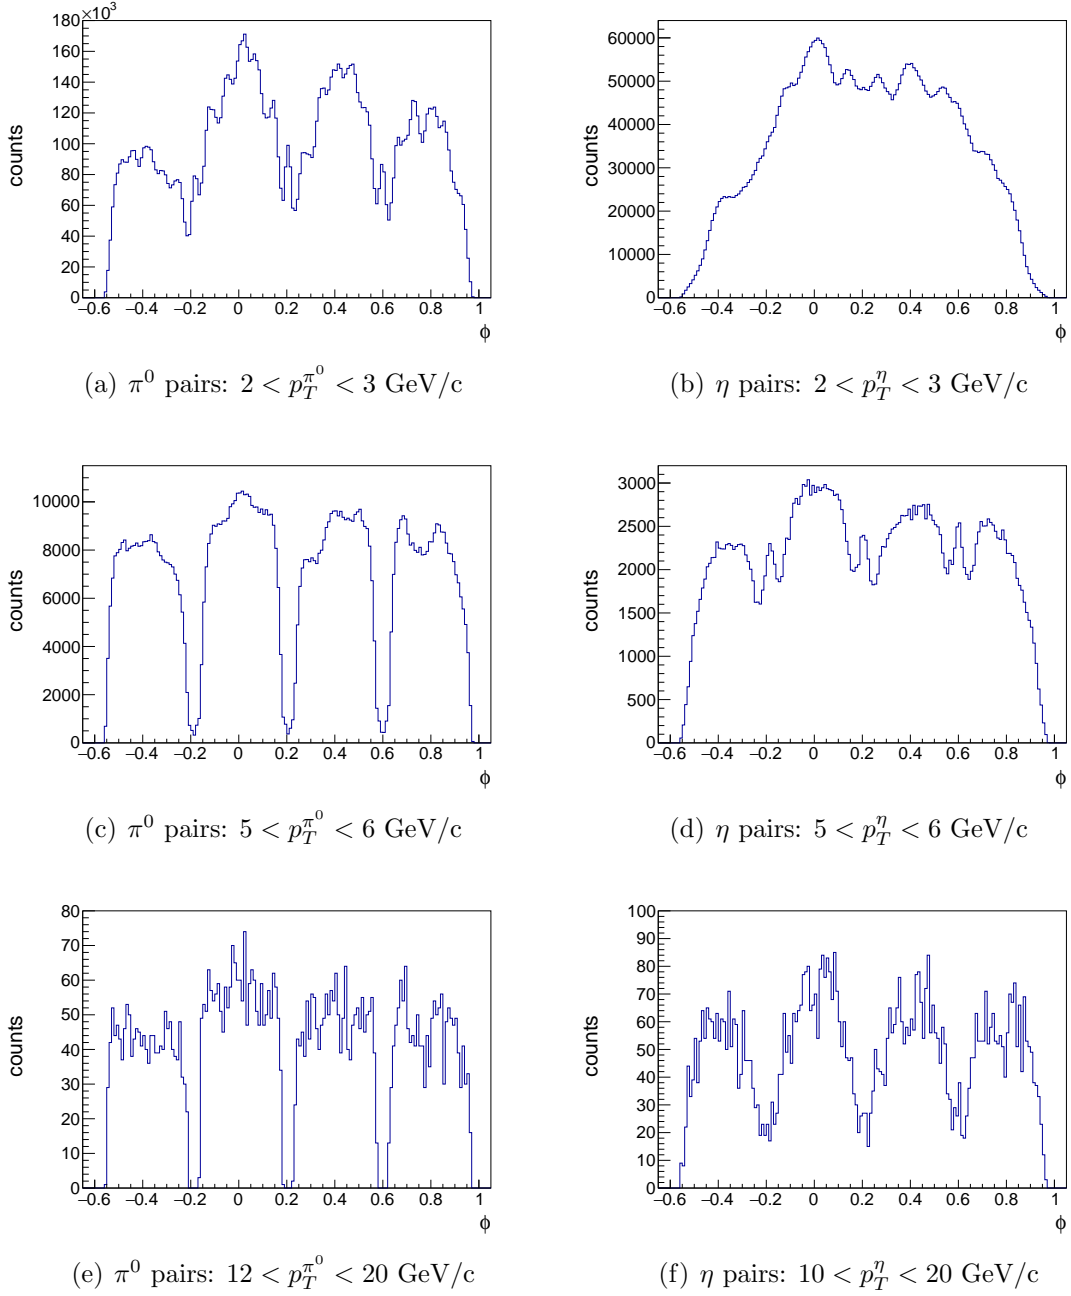 ×10³
180
160
140
120
100
80
60
40
20
0
counts
−0.6 −0.4 −0.2 0 0.2 0.4 0.6 0.8 1
ϕ
(a) π⁰ pairs: 2 < p_T^{π⁰} < 3 GeV/c
60000
50000
40000
30000
20000
10000
0
counts
−0.6 −0.4 −0.2 0 0.2 0.4 0.6 0.8 1
ϕ
(b) η pairs: 2 < p_T^η < 3 GeV/c
10000
8000
6000
4000
2000
0
counts
−0.6 −0.4 −0.2 0 0.2 0.4 0.6 0.8 1
ϕ
(c) π⁰ pairs: 5 < p_T^{π⁰} < 6 GeV/c
3000
2500
2000
1500
1000
500
0
counts
−0.6 −0.4 −0.2 0 0.2 0.4 0.6 0.8 1
ϕ
(d) η pairs: 5 < p_T^η < 6 GeV/c
80
70
60
50
40
30
20
10
0
counts
−0.6 −0.4 −0.2 0 0.2 0.4 0.6 0.8 1
ϕ
(e) π⁰ pairs: 12 < p_T^{π⁰} < 20 GeV/c
100
90
80
70
60
50
40
30
20
10
0
counts
−0.6 −0.4 −0.2 0 0.2 0.4 0.6 0.8 1
ϕ
(f) η pairs: 10 < p_T^η < 20 GeV/c